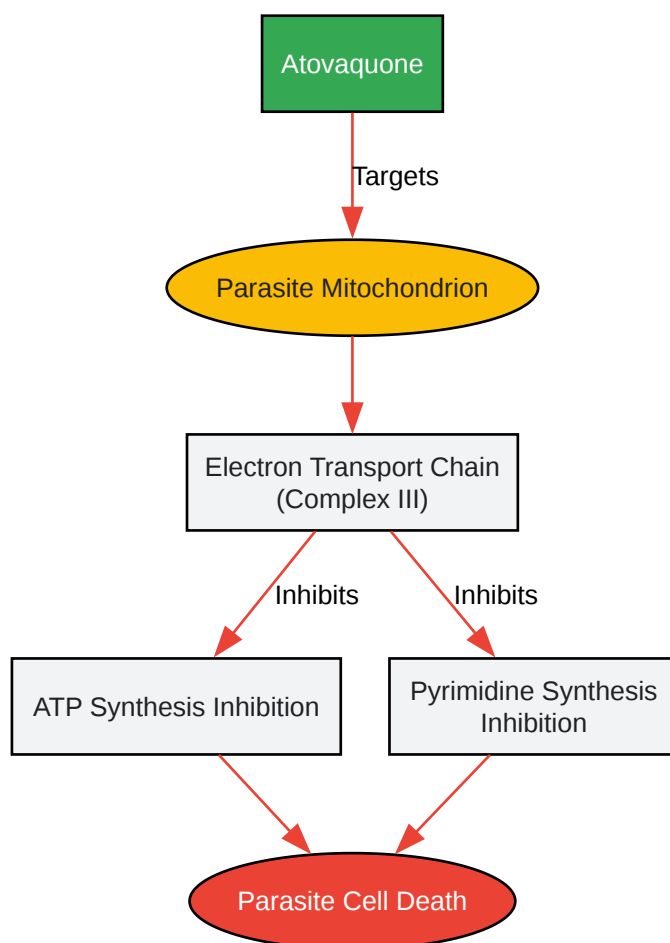 Atovaquone
Targets
Parasite Mitochondrion
Electron Transport Chain
(Complex III)
Inhibits
Inhibits
ATP Synthesis Inhibition
Pyrimidine Synthesis
Inhibition
Parasite Cell Death